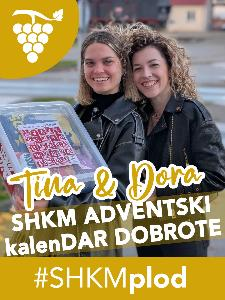 Tina & Dora
SHKM ADVENTSKI
kalenDAR DOBROTE
#SHKMplod